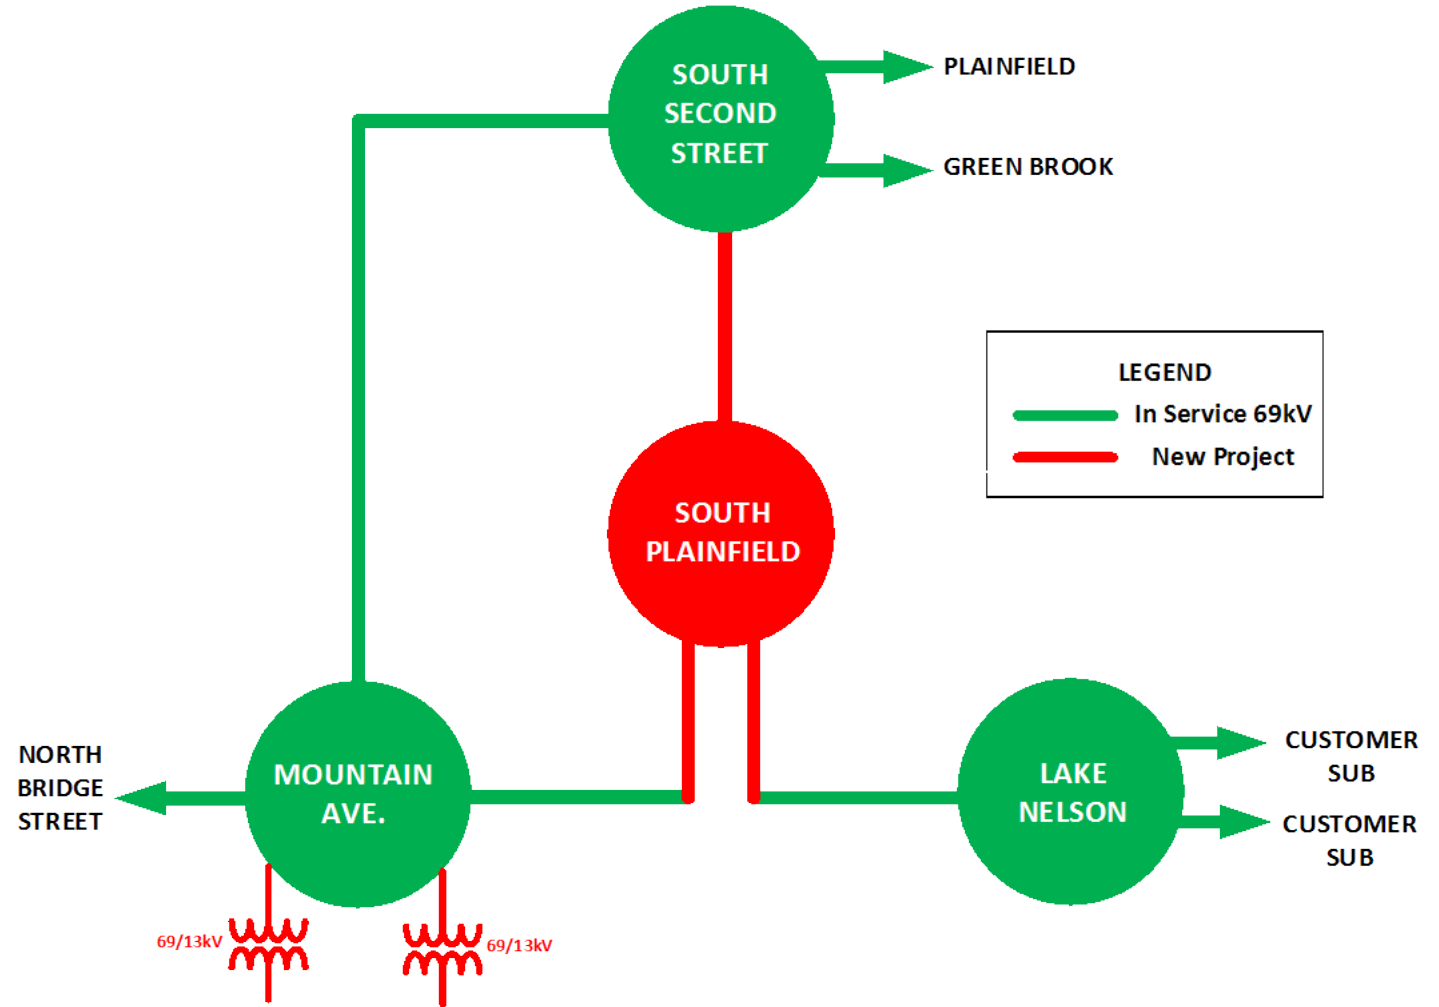 SOUTH
SECOND
STREET
PLAINFIELD
GREEN BROOK
LEGEND
In Service 69kV
New Project
SOUTH
PLAINFIELD
NORTH
BRIDGE
STREET
MOUNTAIN
AVE.
LAKE
NELSON
CUSTOMER
SUB
CUSTOMER
SUB
69/13kV
69/13kV